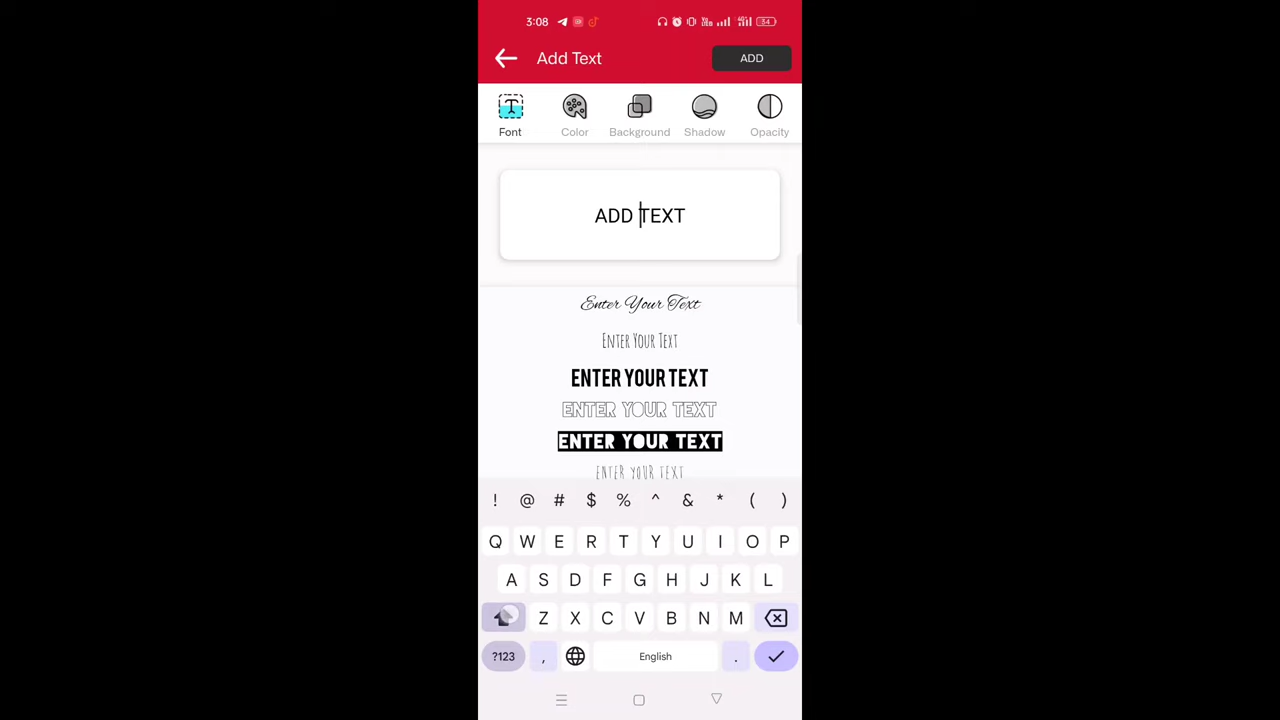 3:08
34
Add Text
ADD
Font
Color
Background
Shadow
Opacity
ADD TEXT
Enter Your Text
Enter Your Text
ENTER YOUR TEXT
ENTER YOUR TEXT
ENTER YOUR TEXT
ENTER YOUR TEXT
! @ # $ % ^ & * ( )
Q W E R T Y U I O P
A S D F G H J K L
Z X C V B N M
?123 , English .